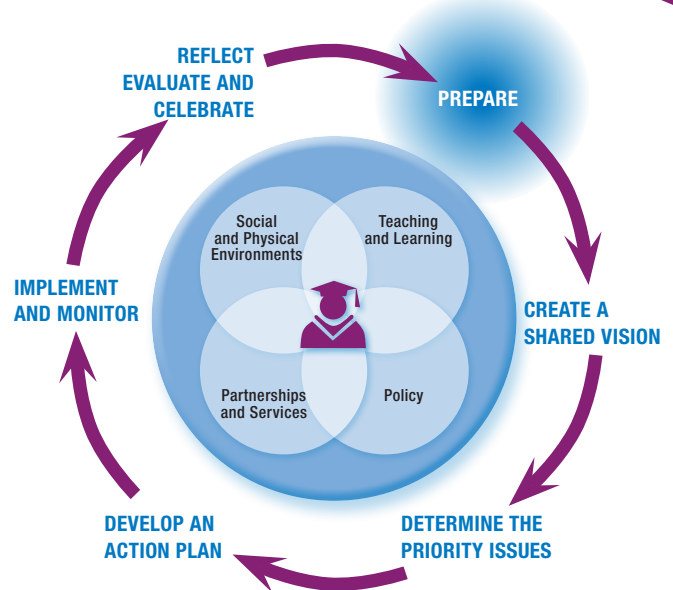 REFLECT
EVALUATE AND
CELEBRATE
PREPARE
Social
and Physical
Environments
Teaching
and Learning
IMPLEMENT
AND MONITOR
CREATE A
SHARED VISION
Partnerships
and Services
Policy
DEVELOP AN
ACTION PLAN
DETERMINE THE
PRIORITY ISSUES